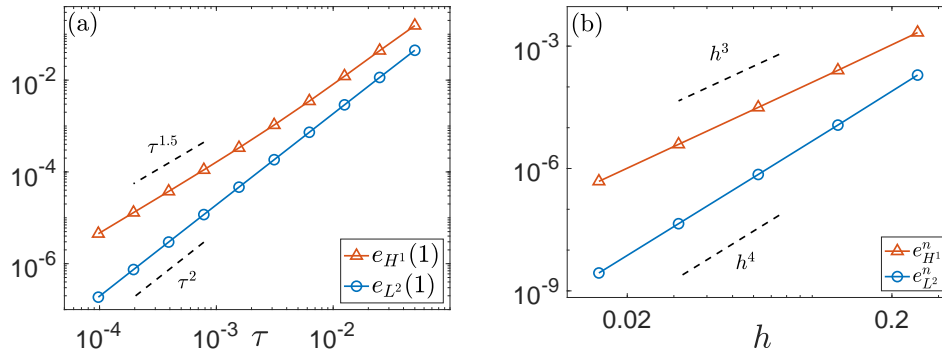 (a)
10^{-2}
10^{-4}
10^{-6}
τ^{1.5}
τ^2
e_{H^1}(1)
e_{L^2}(1)
10^{-4}
10^{-3}
τ
10^{-2}
(b)
10^{-3}
10^{-6}
10^{-9}
h^3
h^4
e^n_{H^1}
e^n_{L^2}
0.02
h
0.2